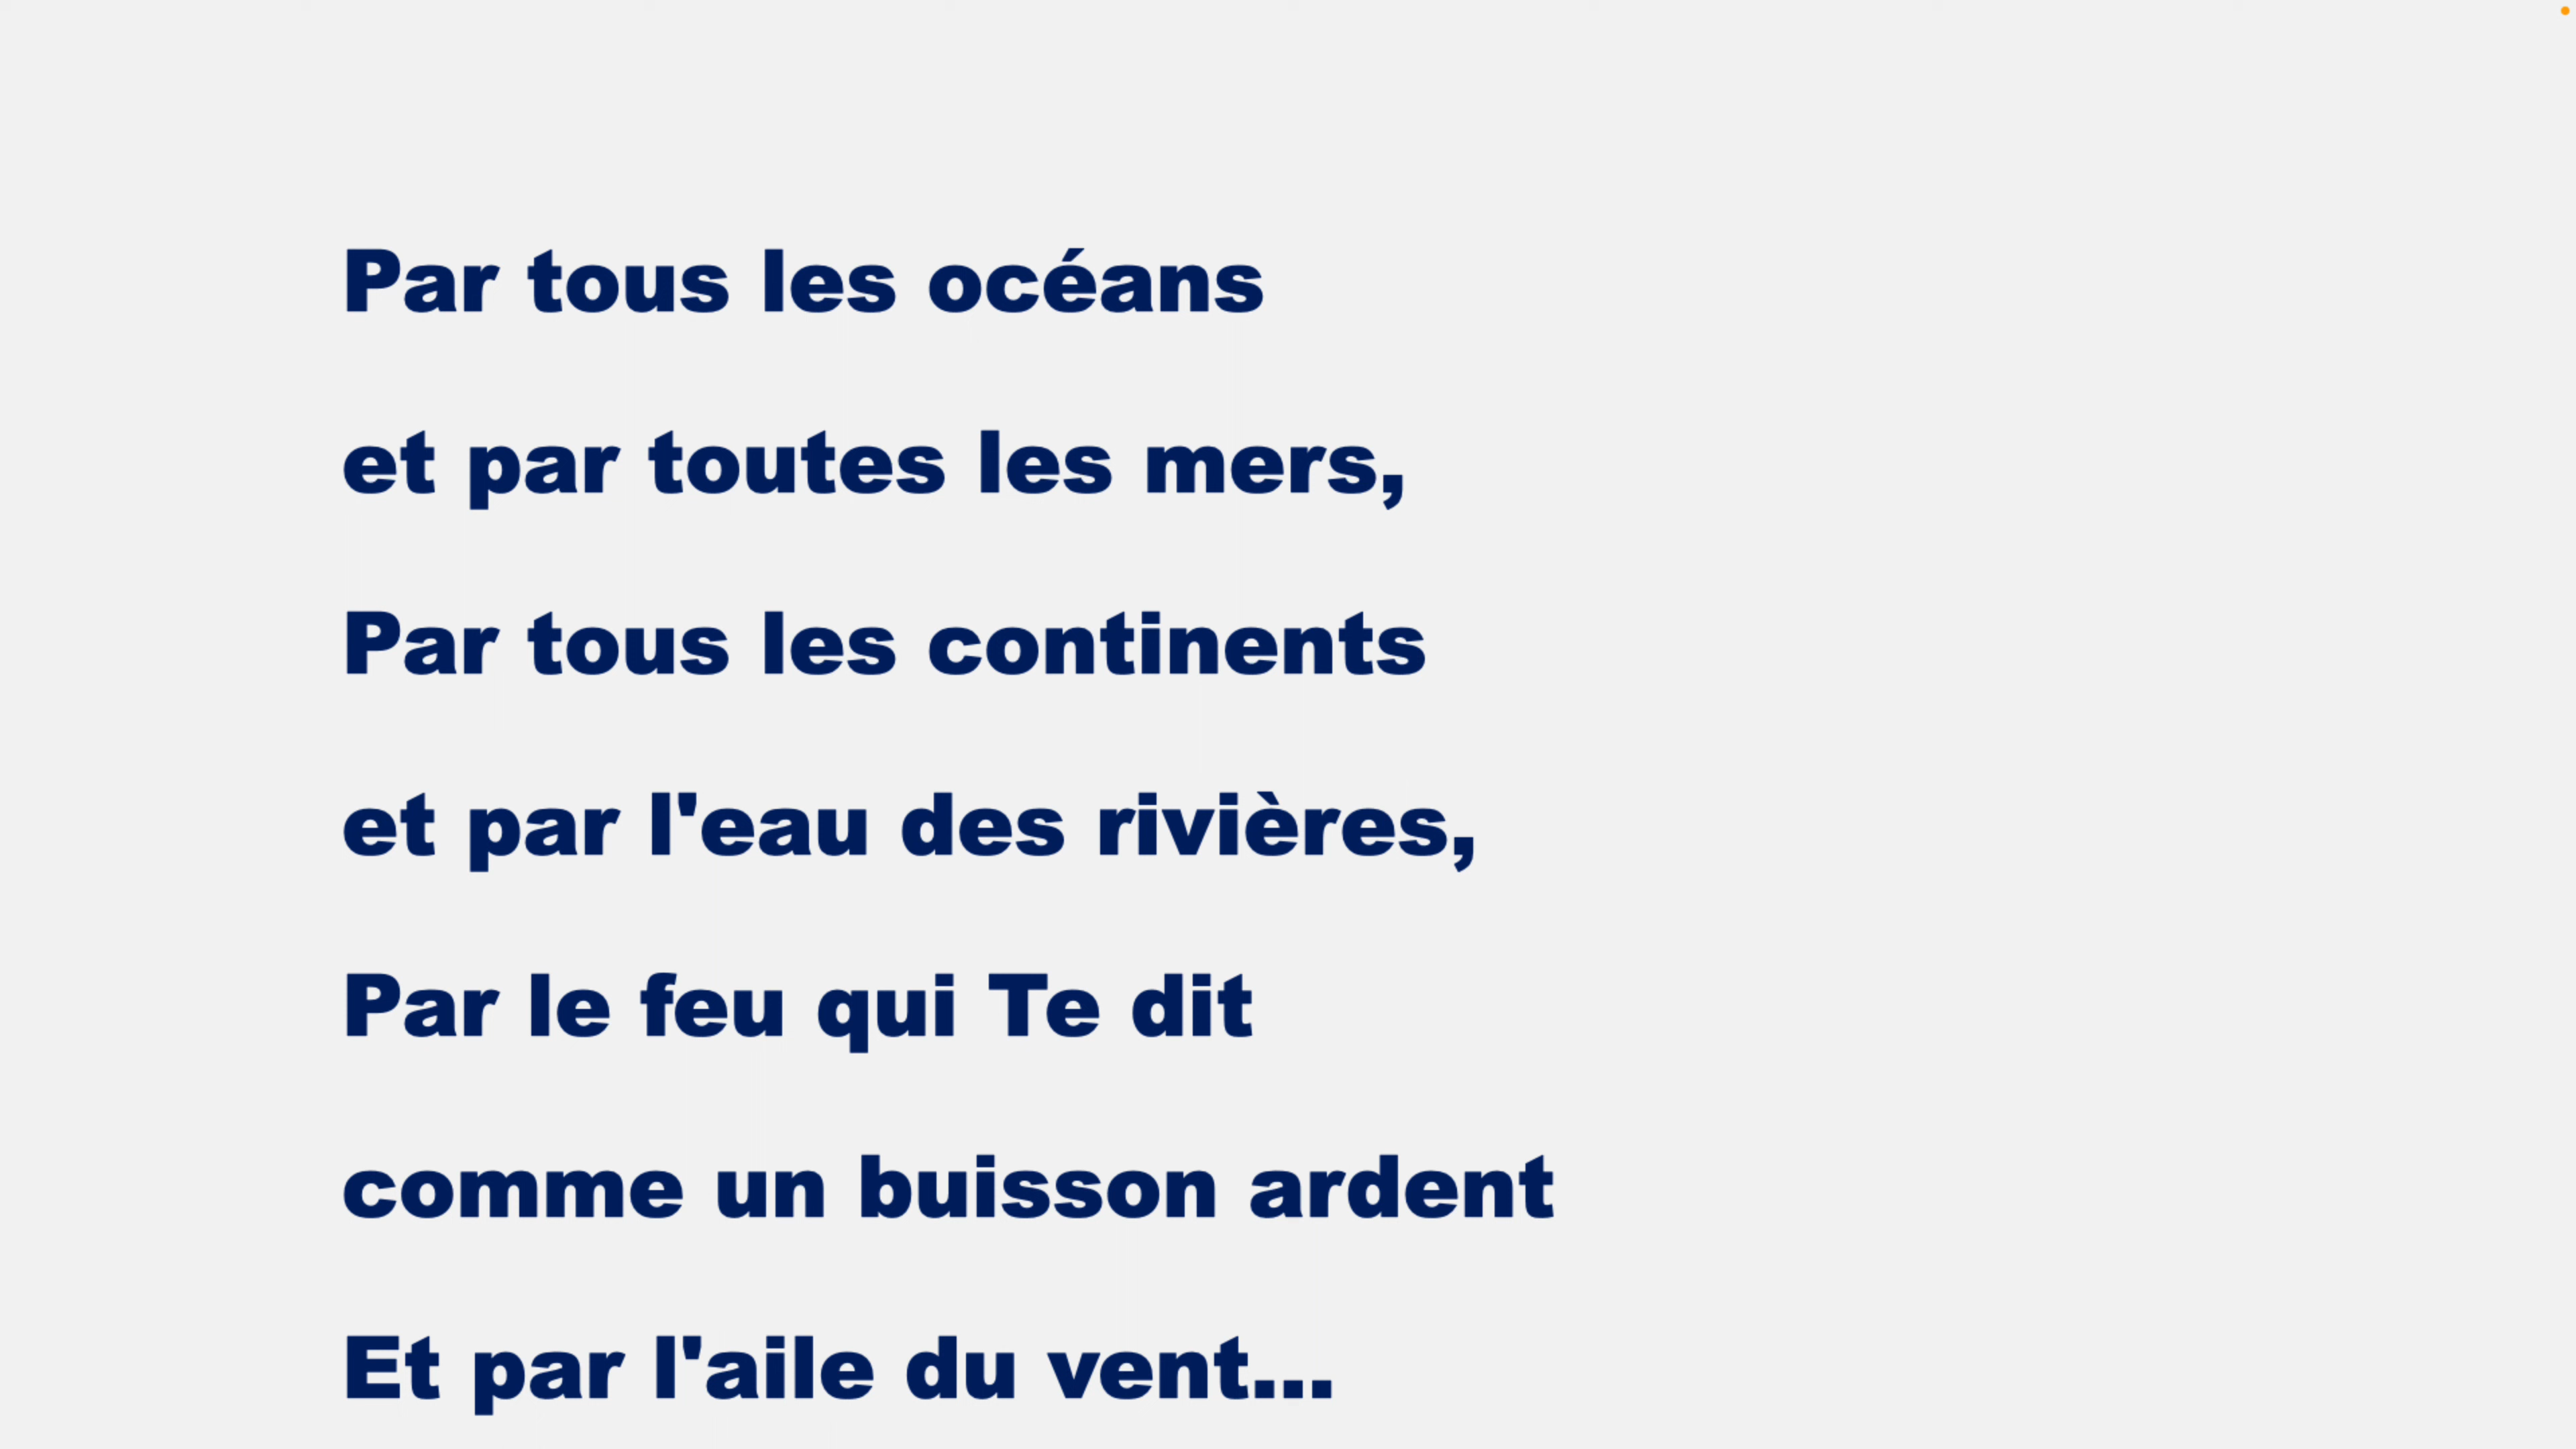 Par tous les océans
et par toutes les mers,
Par tous les continents
et par l'eau des rivières,
Par le feu qui Te dit
comme un buisson ardent
Et par l'aile du vent...